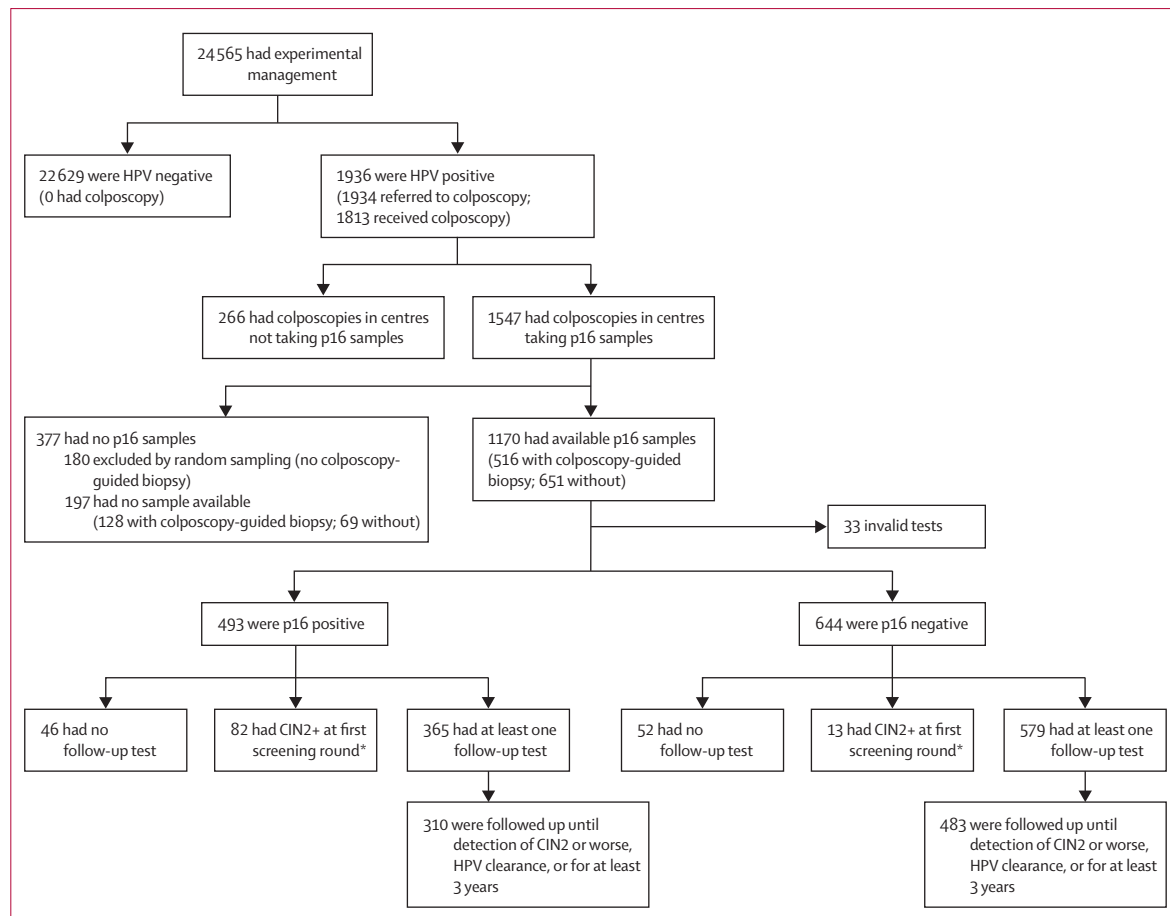 24 565 had experimental
management
22 629 were HPV negative
(0 had colposcopy)
1936 were HPV positive
(1934 referred to colposcopy;
1813 received colposcopy)
266 had colposcopies in centres
not taking p16 samples
1547 had colposcopies in centres
taking p16 samples
377 had no p16 samples
180 excluded by random sampling (no colposcopy-
guided biopsy)
197 had no sample available
(128 with colposcopy-guided biopsy; 69 without)
1170 had available p16 samples
(516 with colposcopy-guided
biopsy; 651 without)
33 invalid tests
493 were p16 positive
644 were p16 negative
46 had no
follow-up test
82 had CIN2+ at first
screening round*
365 had at least one
follow-up test
52 had no
follow-up test
13 had CIN2+ at first
screening round*
579 had at least one
follow-up test
310 were followed up until
detection of CIN2 or worse,
HPV clearance, or for at least
3 years
483 were followed up until
detection of CIN2 or worse,
HPV clearance, or for at least
3 years